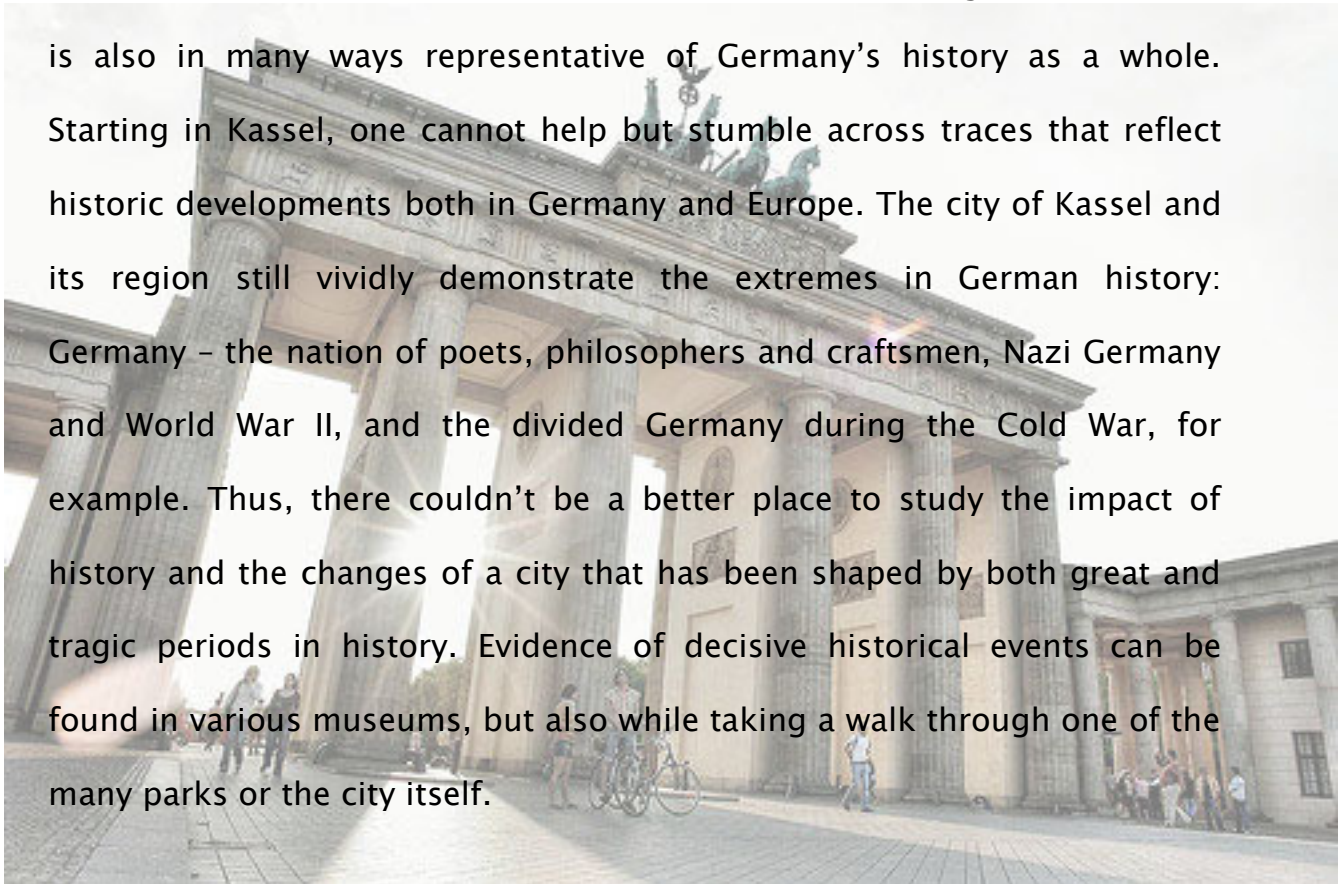 is also in many ways representative of Germany’s history as a whole.
Starting in Kassel, one cannot help but stumble across traces that reflect
historic developments both in Germany and Europe. The city of Kassel and
its region still vividly demonstrate the extremes in German history:
Germany – the nation of poets, philosophers and craftsmen, Nazi Germany
and World War II, and the divided Germany during the Cold War, for
example. Thus, there couldn’t be a better place to study the impact of
history and the changes of a city that has been shaped by both great and
tragic periods in history. Evidence of decisive historical events can be
found in various museums, but also while taking a walk through one of the
many parks or the city itself.